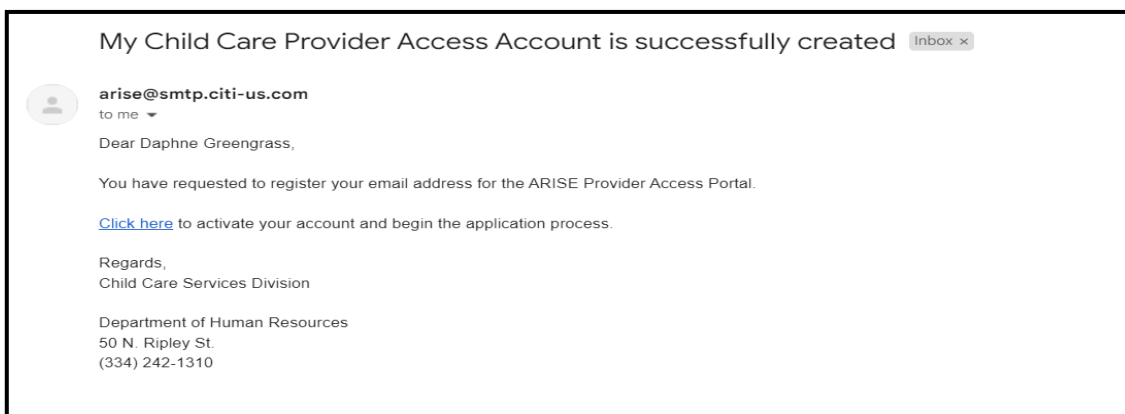 My Child Care Provider Access Account is successfully created Inbox ×
arise@smtp.citi-us.com
to me
Dear Daphne Greengrass,
You have requested to register your email address for the ARISE Provider Access Portal.
Click here to activate your account and begin the application process.
Regards,
Child Care Services Division
Department of Human Resources
50 N. Ripley St.
(334) 242-1310